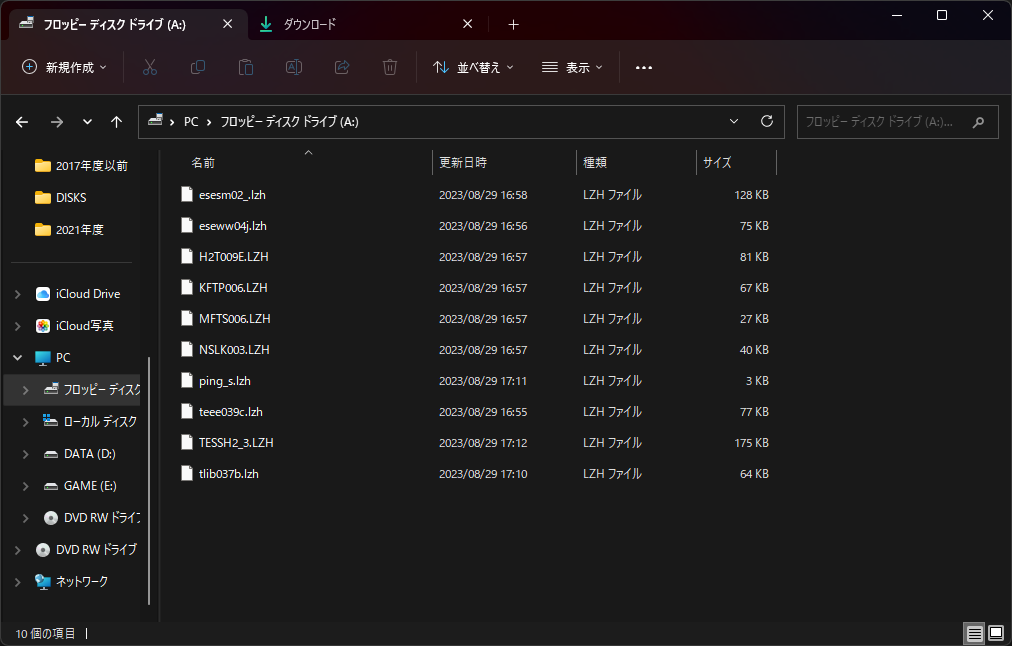 フロッピー ディスク ドライブ (A:)
ダウンロード
新規作成
並べ替え
表示
PC
フロッピー ディスク ドライブ (A:)
フロッピー ディスク ドライブ (A:)...
2017年度以前
DISKS
2021年度
iCloud Drive
iCloud写真
PC
フロッピー ディスク
ローカル ディスク
DATA (D:)
GAME (E:)
DVD RW ドライブ
DVD RW ドライブ
ネットワーク
名前 更新日時 種類 サイズ
esesm02_.lzh 2023/08/29 16:58 LZH ファイル 128 KB
eseww04j.lzh 2023/08/29 16:56 LZH ファイル 75 KB
H2T009E.LZH 2023/08/29 16:57 LZH ファイル 81 KB
KFTP006.LZH 2023/08/29 16:57 LZH ファイル 67 KB
MFTS006.LZH 2023/08/29 16:57 LZH ファイル 27 KB
NSLK003.LZH 2023/08/29 16:57 LZH ファイル 40 KB
ping_s.lzh 2023/08/29 17:11 LZH ファイル 3 KB
teee039c.lzh 2023/08/29 16:55 LZH ファイル 77 KB
TESSH2_3.LZH 2023/08/29 17:12 LZH ファイル 175 KB
tlib037b.lzh 2023/08/29 17:10 LZH ファイル 64 KB
10 個の項目